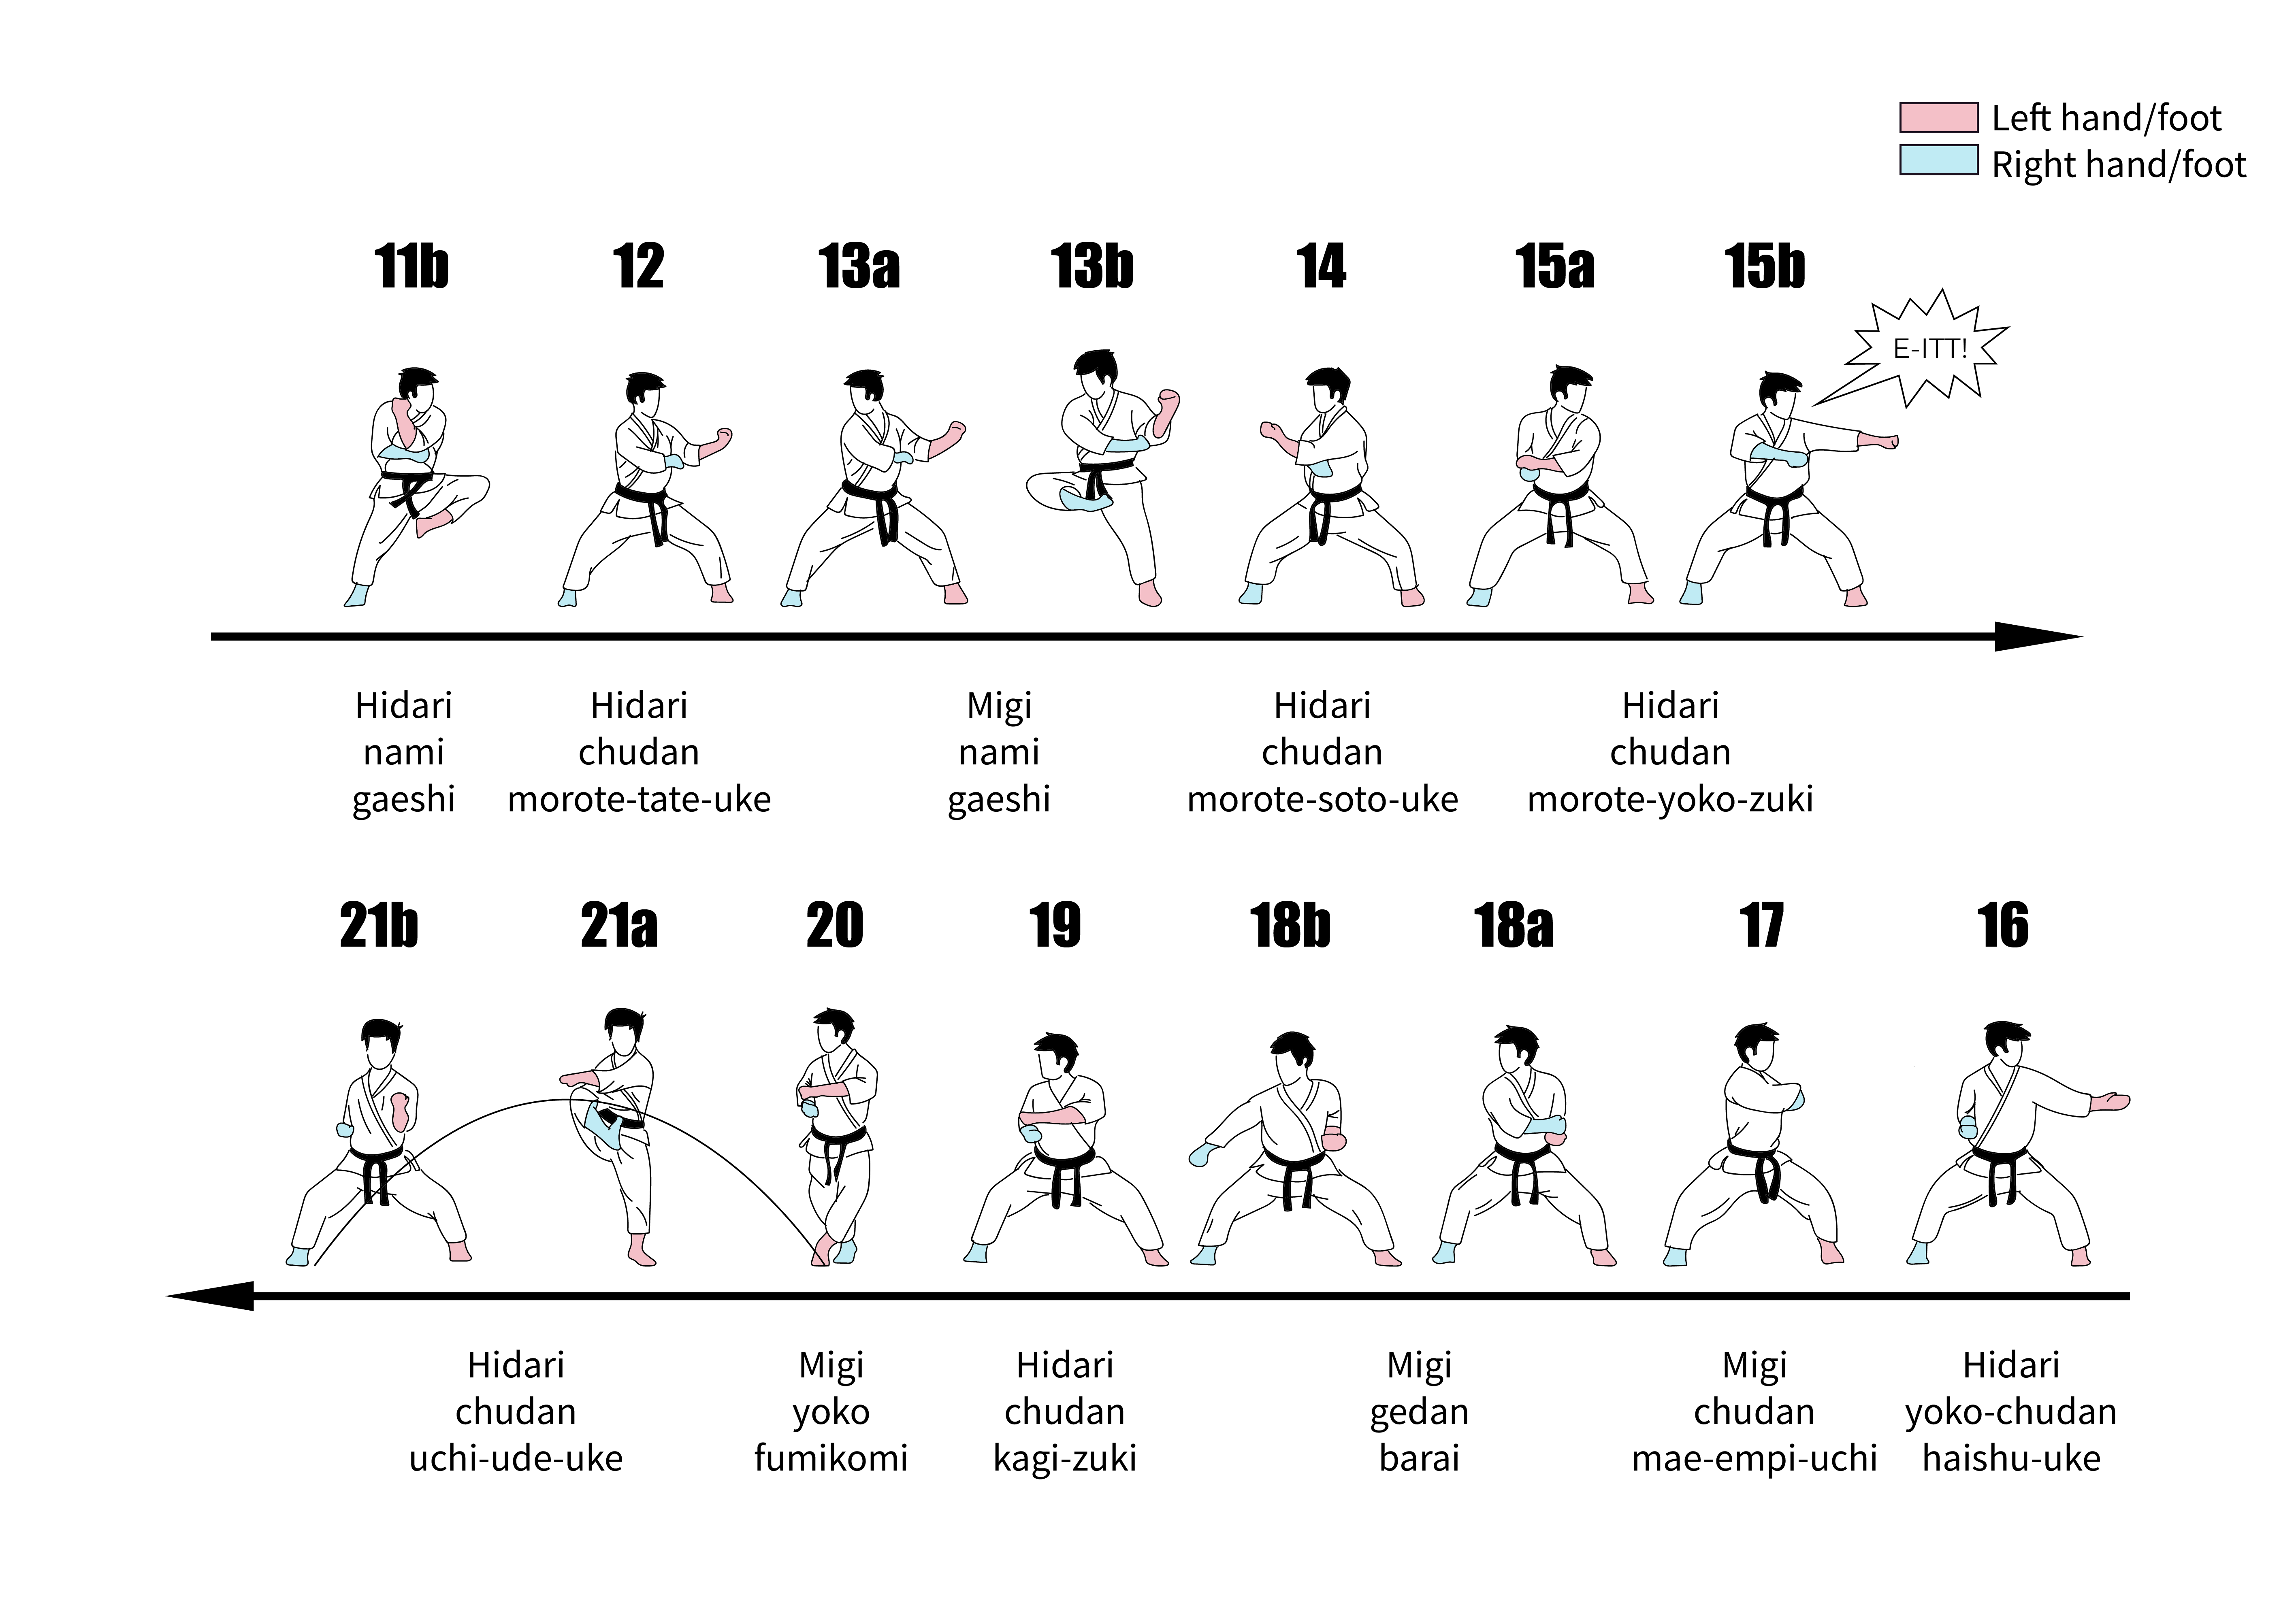 Left hand/foot
Right hand/foot
11b 12 13a 13b 14 15a 15b
E-ITT!
Hidari Hidari Migi Hidari Hidari
nami chudan nami chudan chudan
gaeshi morote-tate-uke gaeshi morote-soto-uke morote-yoko-zuki
21b 21a 20 19 18b 18a 17 16
Hidari Migi Hidari Migi Migi Hidari
chudan yoko chudan gedan chudan yoko-chudan
uchi-ude-uke fumikomi kagi-zuki barai mae-empi-uchi haishu-uke